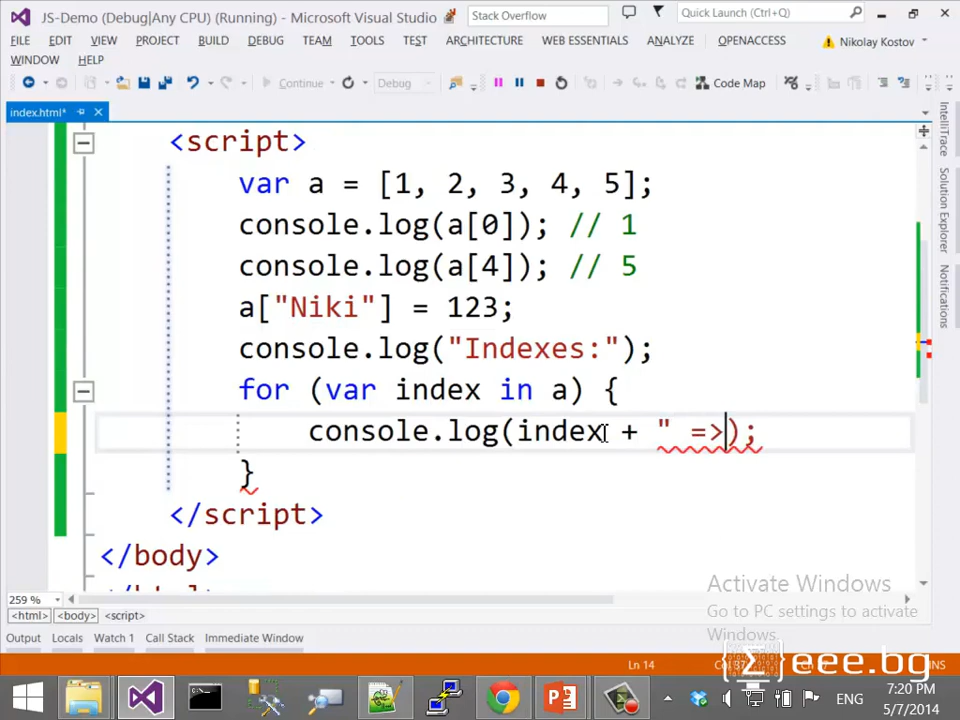 JS-Demo (Debug|Any CPU) (Running) - Microsoft Visual Studio
Stack Overflow
Quick Launch (Ctrl+Q)
FILE EDIT VIEW PROJECT BUILD DEBUG TEAM TOOLS TEST ARCHITECTURE WEB ESSENTIALS ANALYZE OPENACCESS Nikolay Kostov
WINDOW HELP
Continue Debug Code Map
index.html*
<script>
var a = [1, 2, 3, 4, 5];
console.log(a[0]); // 1
console.log(a[4]); // 5
a["Niki"] = 123;
console.log("Indexes:");
for (var index in a) {
console.log(index + " =>);
}
</script>
</body>
IntelliTrace
Solution Explorer
Notifications
259 %
<html> <body> <script>
Output Locals Watch 1 Call Stack Immediate Window
Activate Windows
Go to PC settings to activate
Windows.
Ln 14
eee.bg
ENG
7:20 PM
5/7/2014